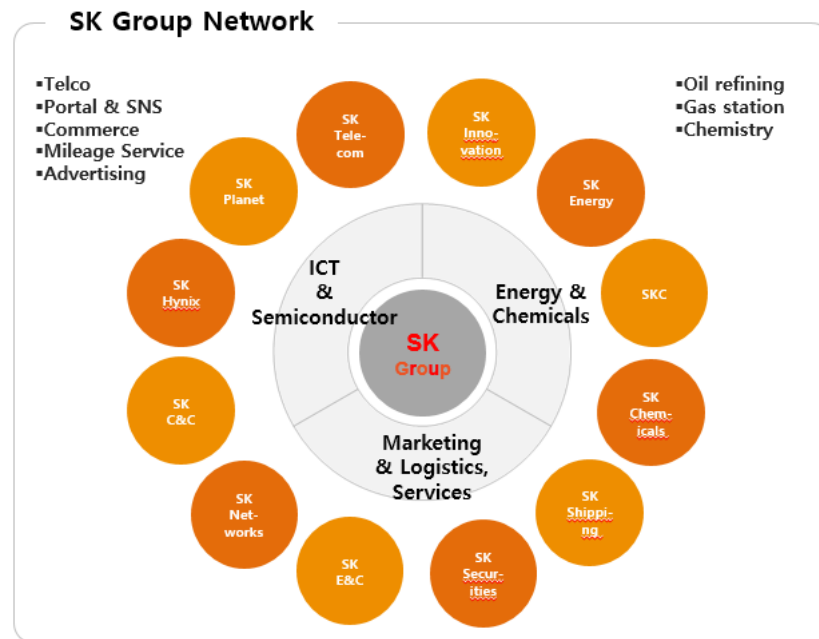 SK Group Network
▪Telco
▪Portal & SNS
▪Commerce
▪Mileage Service
▪Advertising
▪Oil refining
▪Gas station
▪Chemistry
SK
Tele-
com
SK
Inno-
vation
SK
Planet
SK
Energy
SK
Hynix
SKC
ICT
&
Semiconductor
Energy &
Chemicals
SK
Group
SK
C&C
SK
Chem-
icals
Marketing
& Logistics,
Services
SK
Net-
works
SK
Shippi-
ng
SK
E&C
SK
Secur-
ities